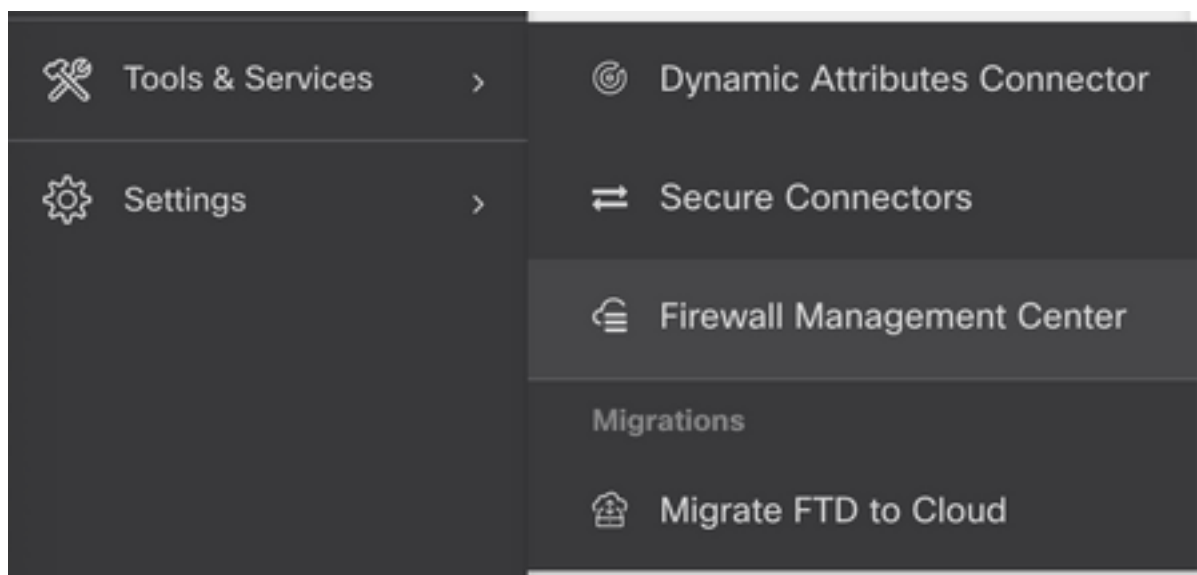 Tools & Services
Settings
Dynamic Attributes Connector
Secure Connectors
Firewall Management Center
Migrations
Migrate FTD to Cloud